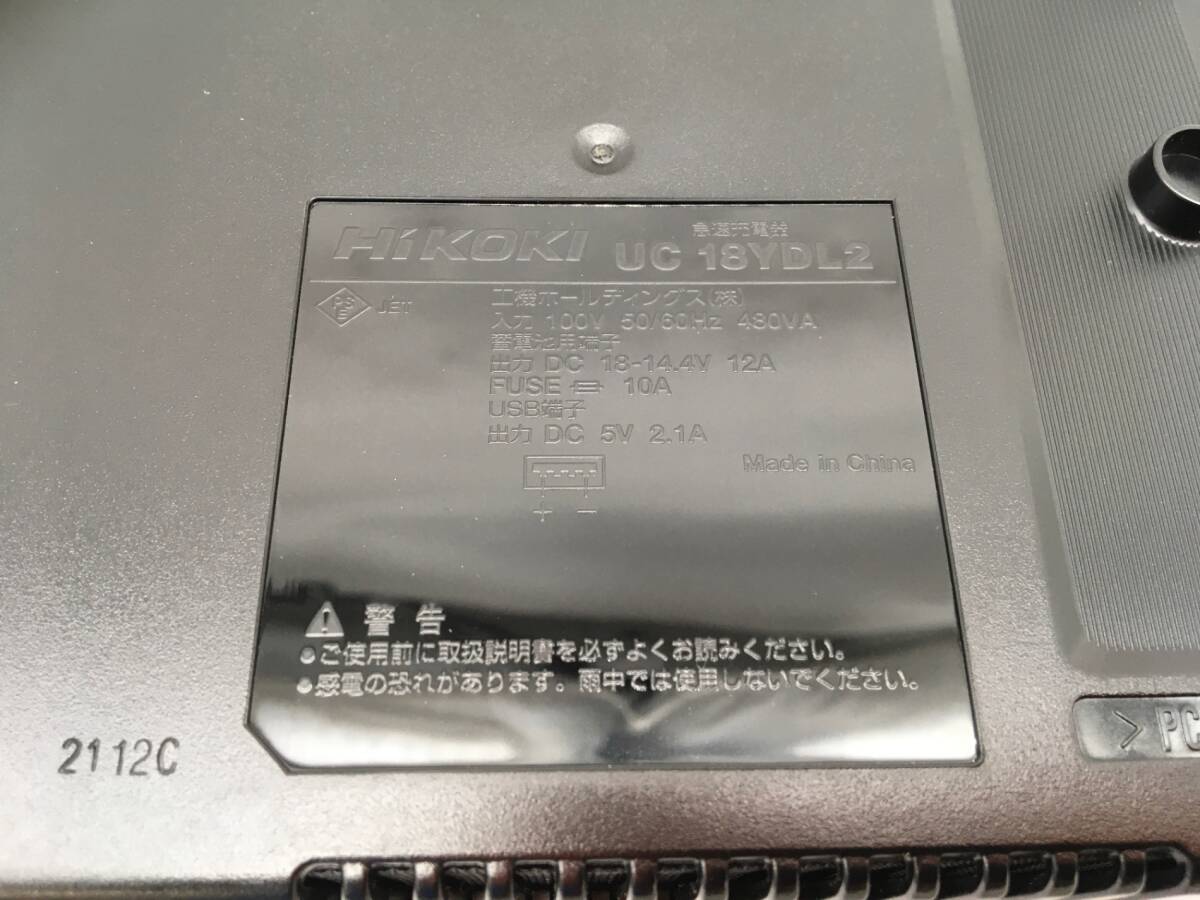 急速充電器
HiKOKI UC 18YDL2
PS E JET
工機ホールディングス(株)
入力 100V 50/60Hz 480VA
蓄電池用端子
出力 DC 18-14.4V 12A
FUSE 10A
USB端子
出力 DC 5V 2.1A
Made in China
+ −
警告
●ご使用前に取扱説明書を必ずよくお読みください。
●感電の恐れがあります。雨中では使用しないでください。
2112C
>PC